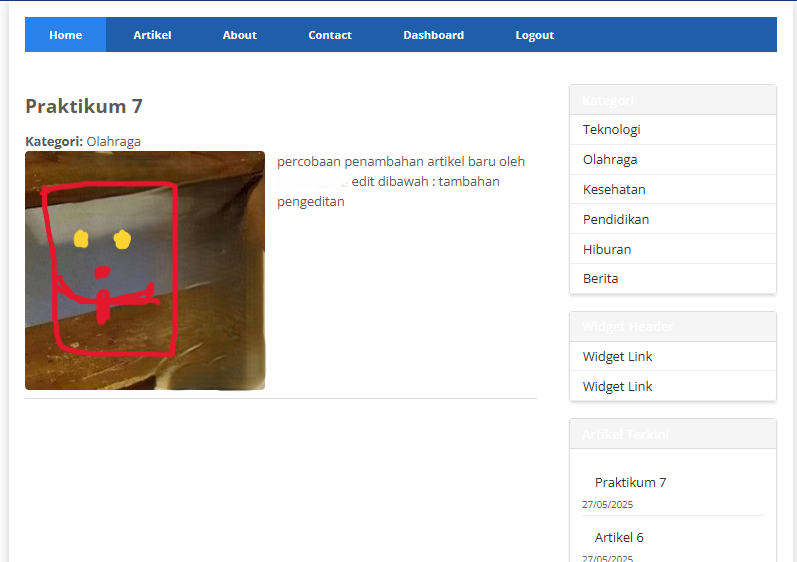 Home Artikel About Contact Dashboard Logout
Praktikum 7
Kategori: Olahraga
percobaan penambahan artikel baru oleh
edit dibawah : tambahan
pengeditan
Kategori
Teknologi
Olahraga
Kesehatan
Pendidikan
Hiburan
Berita
Widget Header
Widget Link
Widget Link
Artikel Terkini
Praktikum 7
27/05/2025
Artikel 6
27/05/2025